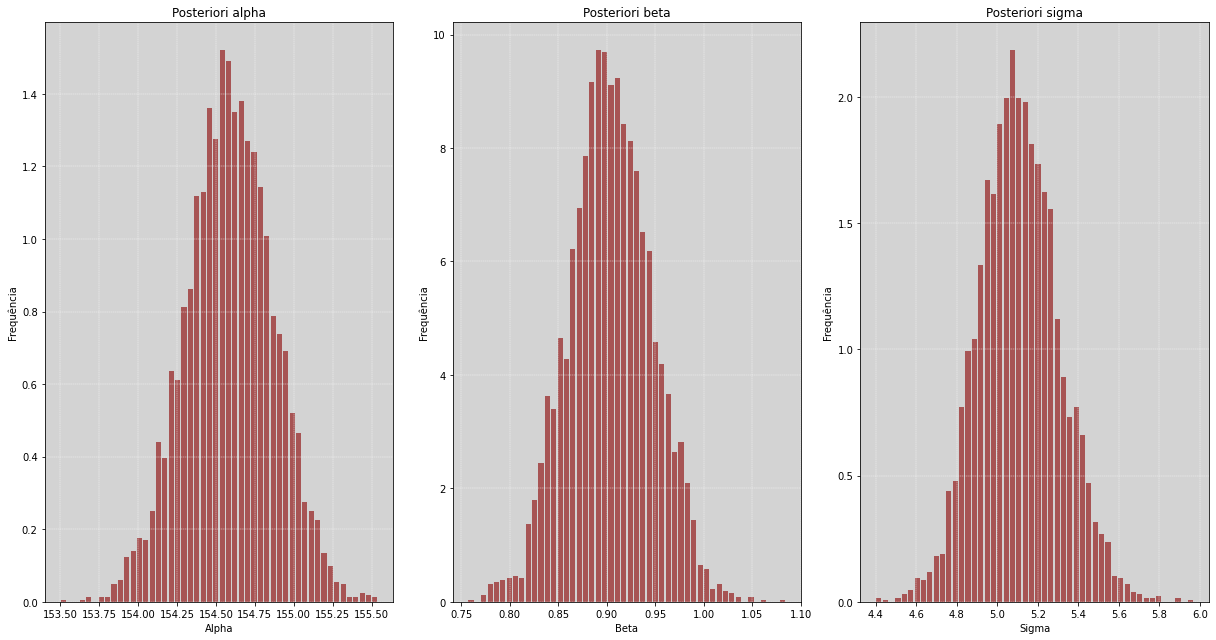 Posteriori alpha
Frequência
1.4
1.2
1.0
0.8
0.6
0.4
0.2
0.0
153.50 153.75 154.00 154.25 154.50 154.75 155.00 155.25 155.50
Alpha
Posteriori beta
Frequência
10
8
6
4
2
0
0.75 0.80 0.85 0.90 0.95 1.00 1.05 1.10
Beta
Posteriori sigma
Frequência
2.0
1.5
1.0
0.5
0.0
4.4 4.6 4.8 5.0 5.2 5.4 5.6 5.8 6.0
Sigma